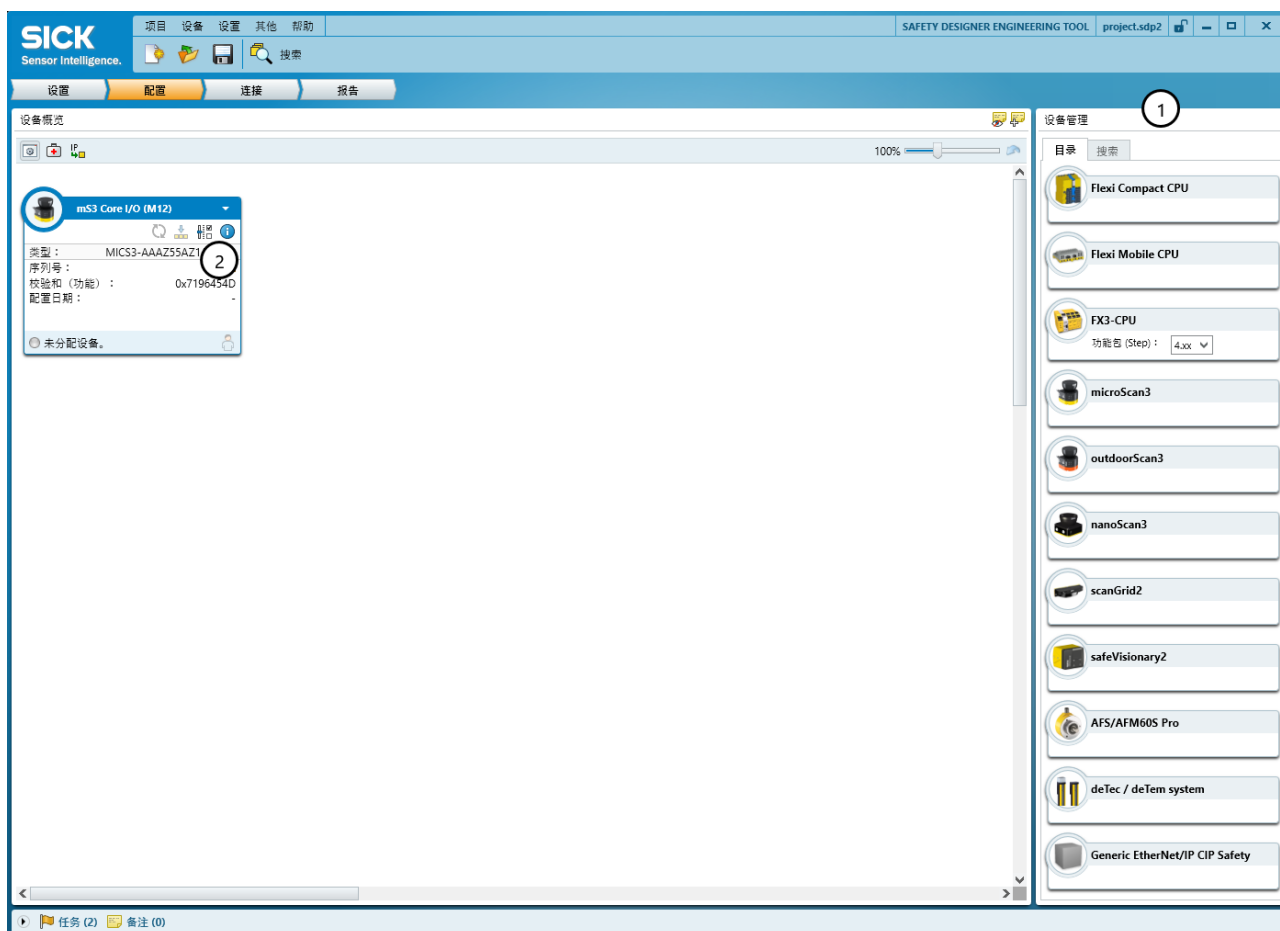 SICK
Sensor Intelligence.
项目 设备 设置 其他 帮助
SAFETY DESIGNER ENGINEERING TOOL project.sdp2
搜索
设置 配置 连接 报告
设备概览
IP
100%
mS3 Core I/O (M12)
类型： MICS3-AAAZ55AZ1
2
序列号：
校验和（功能）： 0x7196454D
配置日期： -
未分配设备。
设备管理
1
目录 搜索
Flexi Compact CPU
Flexi Mobile CPU
FX3-CPU
功能包 (Step)： 4.xx
microScan3
outdoorScan3
nanoScan3
scanGrid2
safeVisionary2
AFS/AFM60S Pro
deTec / deTem system
Generic EtherNet/IP CIP Safety
任务 (2) 备注 (0)